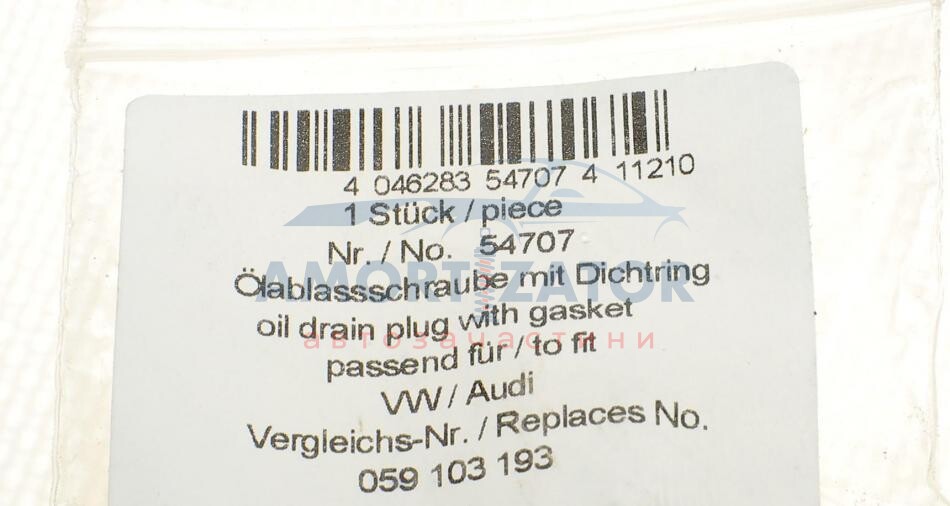 4 046283 54707 4 11210
1 Stück / piece
Nr. / No. 54707
Ölablassschraube mit Dichtring
oil drain plug with gasket
passend für / to fit
VW / Audi
Vergleichs-Nr. / Replaces No.
059 103 193
AMORTIZATOR
автозапчастини